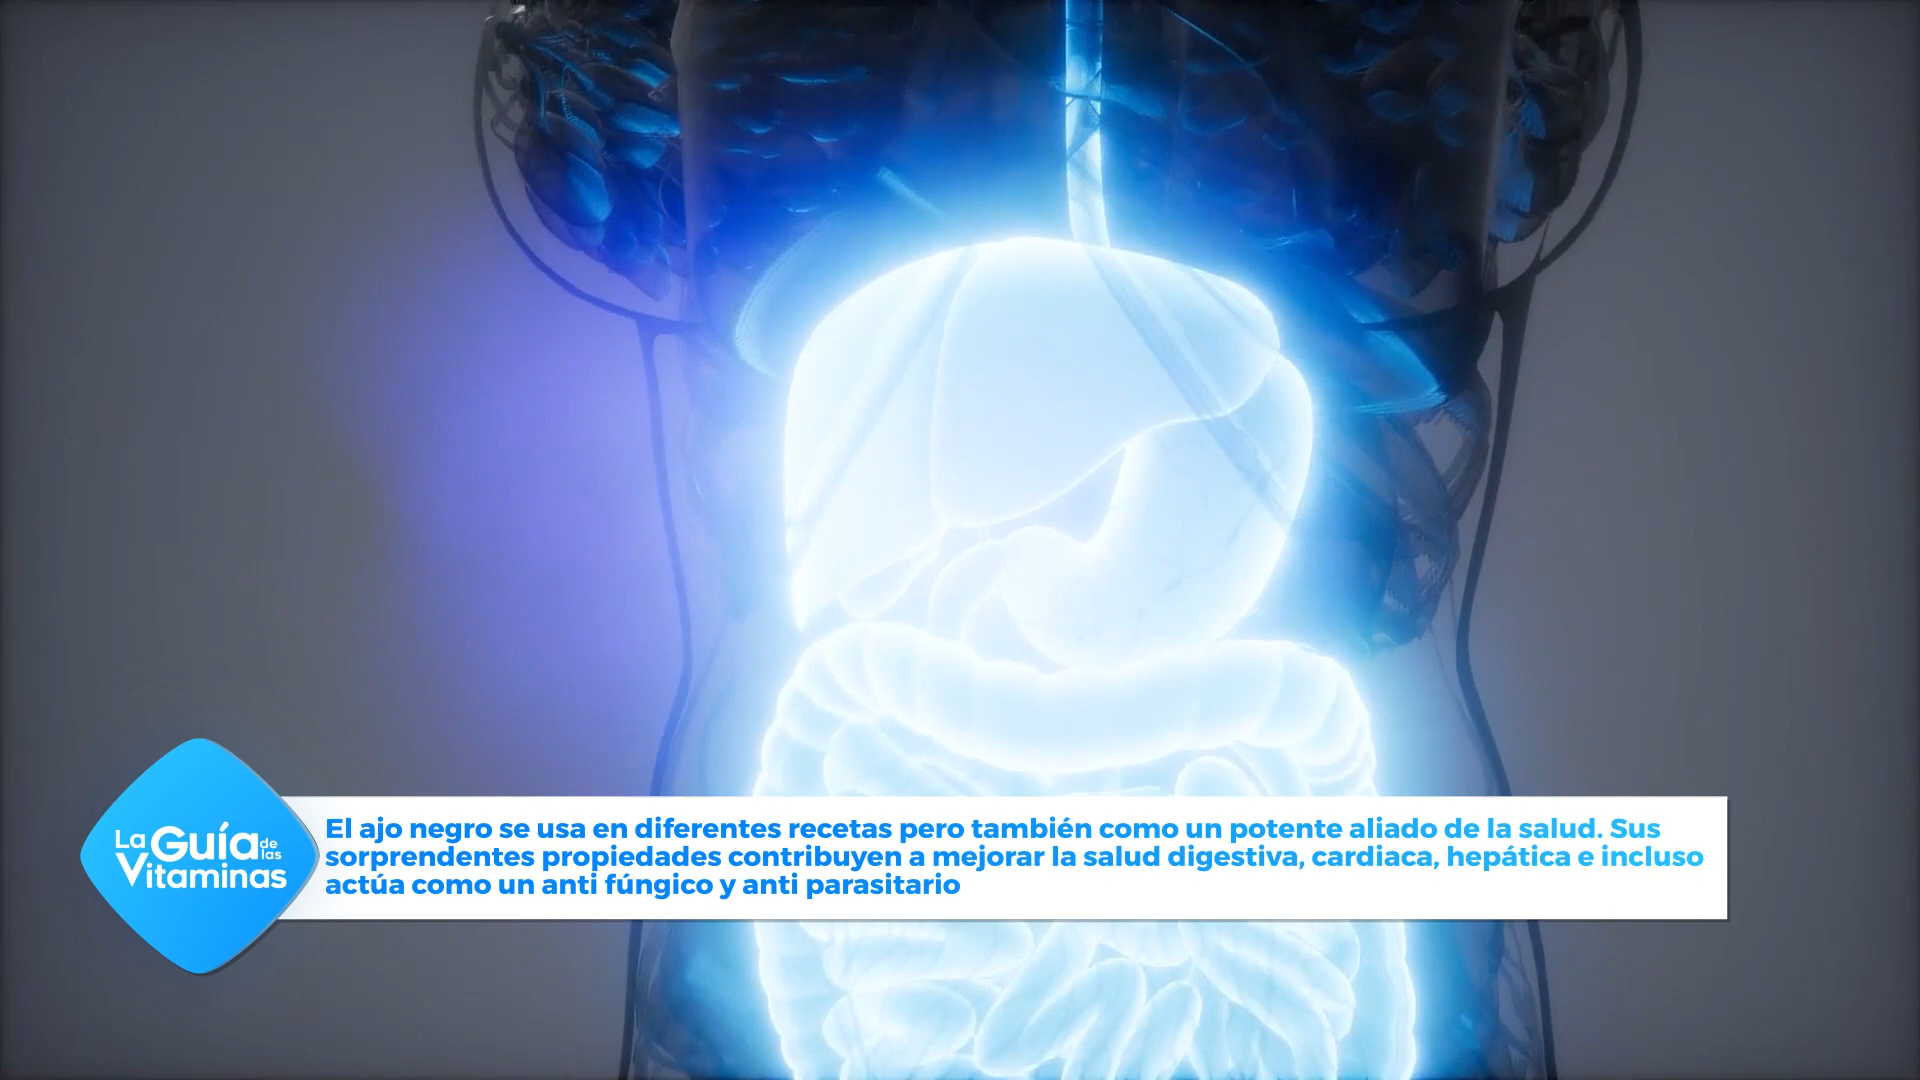 La Guía de las
Vitaminas
El ajo negro se usa en diferentes recetas pero también como un potente aliado de la salud. Sus
sorprendentes propiedades contribuyen a mejorar la salud digestiva, cardiaca, hepática e incluso
actúa como un anti fúngico y anti parasitario